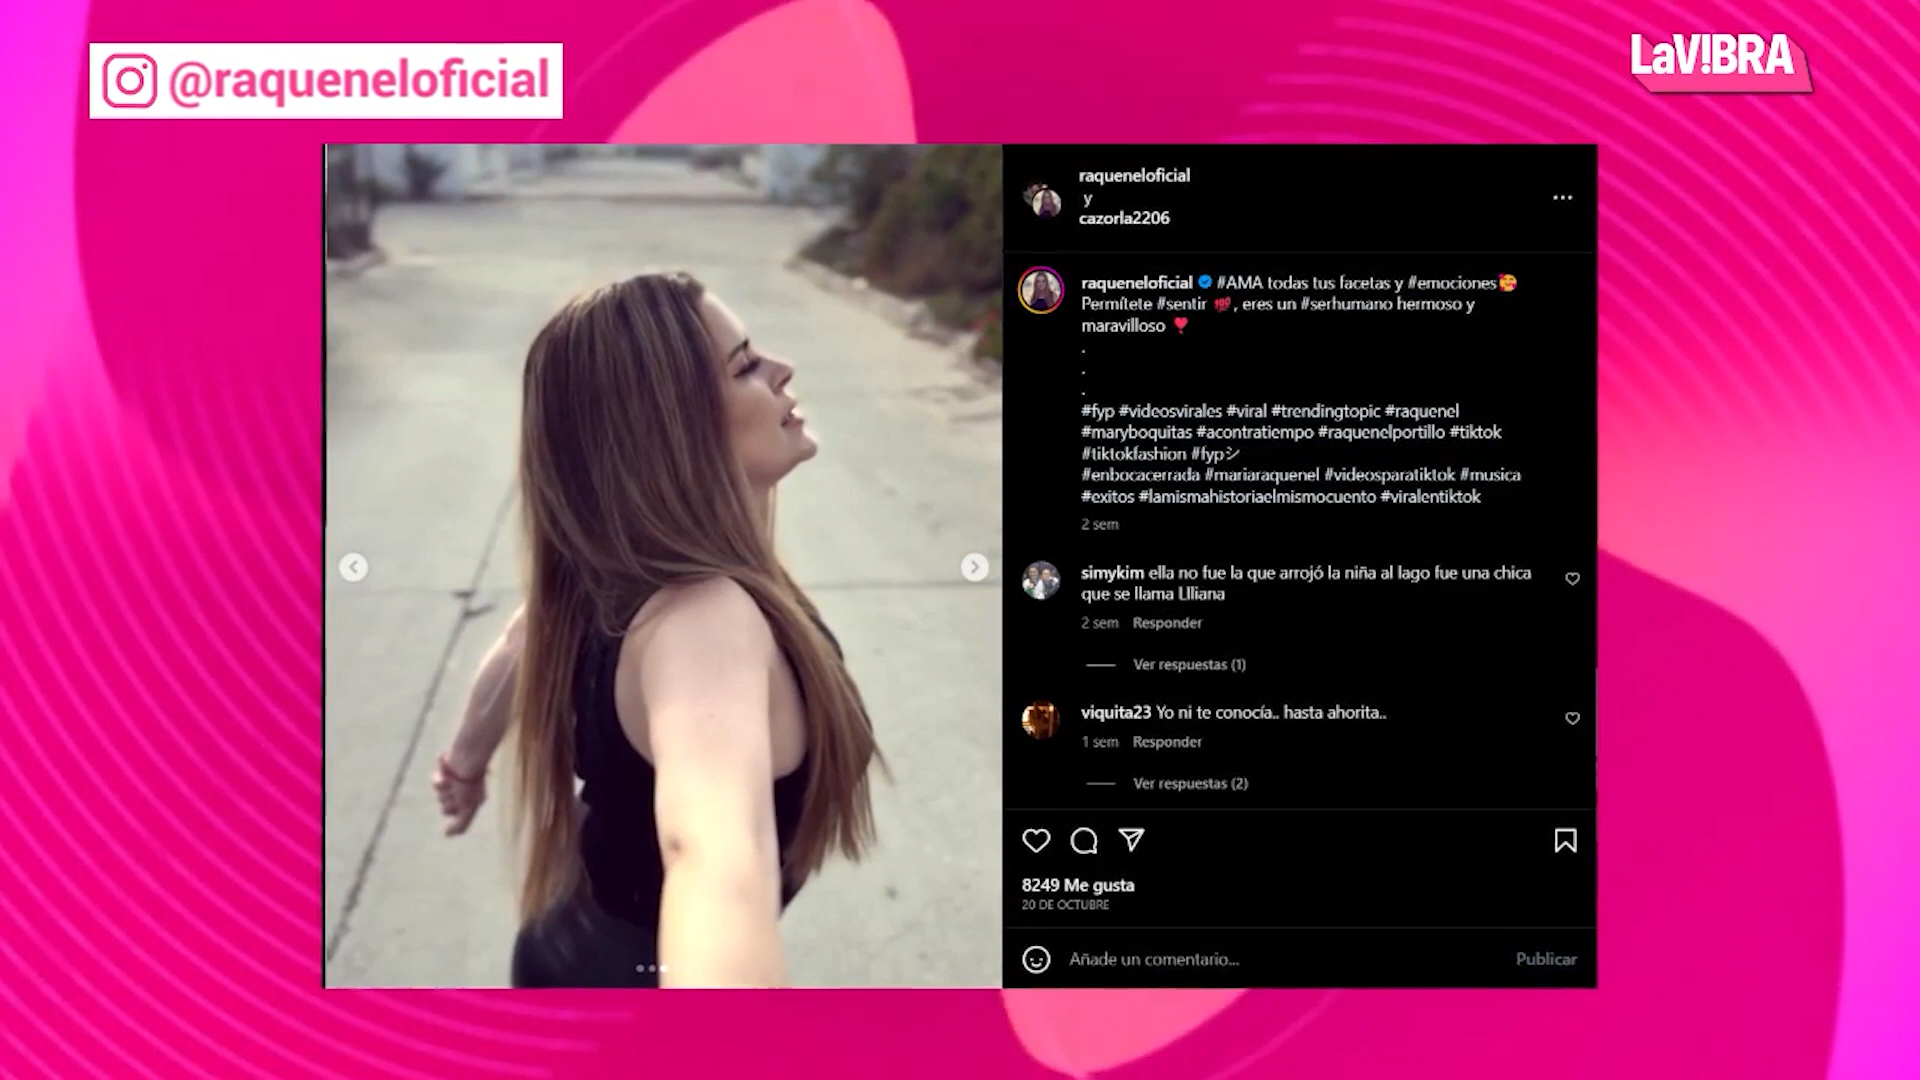 @raqueneloficial
LaV!BRA
raqueneloficial
y
cazorla2206
raqueneloficial #AMA todas tus facetas y #emociones🥰
Permítete #sentir 💯, eres un #serhumano hermoso y
maravilloso ❣️
.
.
.
#fyp #videosvirales #viral #trendingtopic #raquenel
#maryboquitas #acontratiempo #raquenelportillo #tiktok
#tiktokfashion #fypシ
#enbocacerrada #mariaraquenel #videosparatiktok #musica
#exitos #lamismahistoriaelmismocuento #viralentiktok
2 sem
simykim ella no fue la que arrojó la niña al lago fue una chica
que se llama LIliana
2 sem Responder
Ver respuestas (1)
viquita23 Yo ni te conocía.. hasta ahorita..
1 sem Responder
Ver respuestas (2)
8249 Me gusta
20 DE OCTUBRE
Añade un comentario...
Publicar